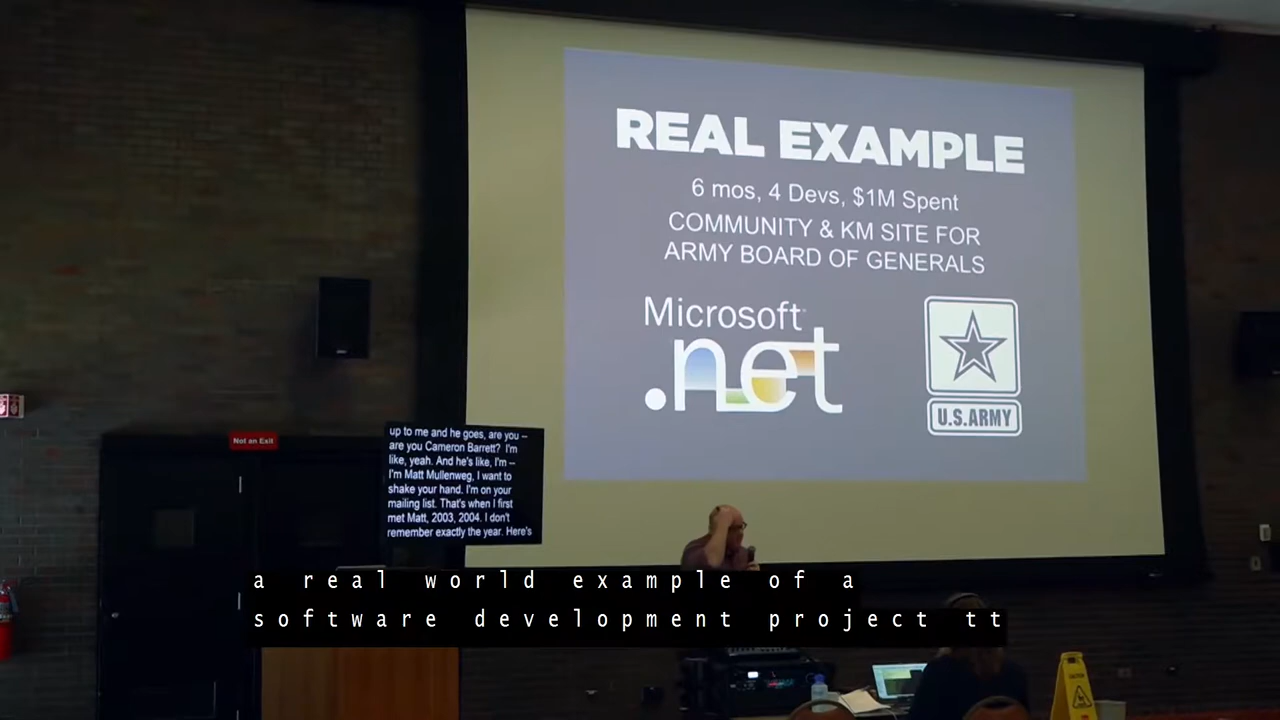 REAL EXAMPLE
6 mos, 4 Devs, $1M Spent
COMMUNITY & KM SITE FOR
ARMY BOARD OF GENERALS
Microsoft
.net
U.S.ARMY
Not an Exit
up to me and he goes, are you –
are you Cameron Barrett? I'm
like, yeah. And he's like, I'm –
I'm Matt Mullenweg, I want to
shake your hand. I'm on your
mailing list. That's when I first
met Matt, 2003, 2004. I don't
remember exactly the year. Here's
a real world example of a
software development project tt
CAUTION